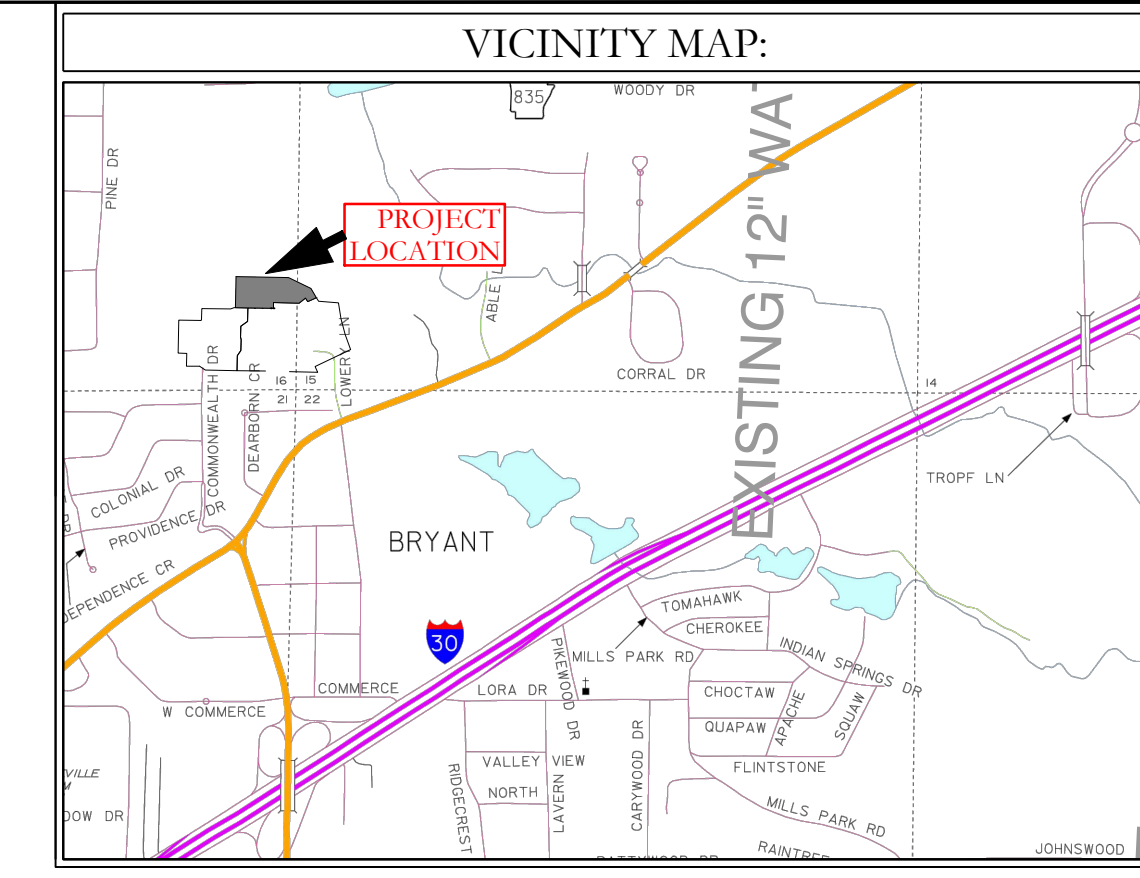 VICINITY MAP:
835
WOODY DR
PINE DR
PROJECT
LOCATION
EXISTING 12" WAT
ABLE L
LOWERY LN
COMMONWEALTH DR
DEARBORN CR
16 15
21 22
CORRAL DR
14
TROPF LN
COLONIAL DR
PROVIDENCE DR
DEPENDENCE CR
BRYANT
30
TOMAHAWK
CHEROKEE
MILLS PARK RD
INDIAN SPRINGS DR
PIKEWOOD DR
COMMERCE
LORA DR
CHOCTAW
W COMMERCE
QUAPAW
APACHE
SQUAW
VALLEY VIEW
FLINTSTONE
RIDGECREST
NORTH
LAVERN
CARYWOOD DR
VILLE
M
DOW DR
MILLS PARK RD
RAINTREE
JOHNSWOOD